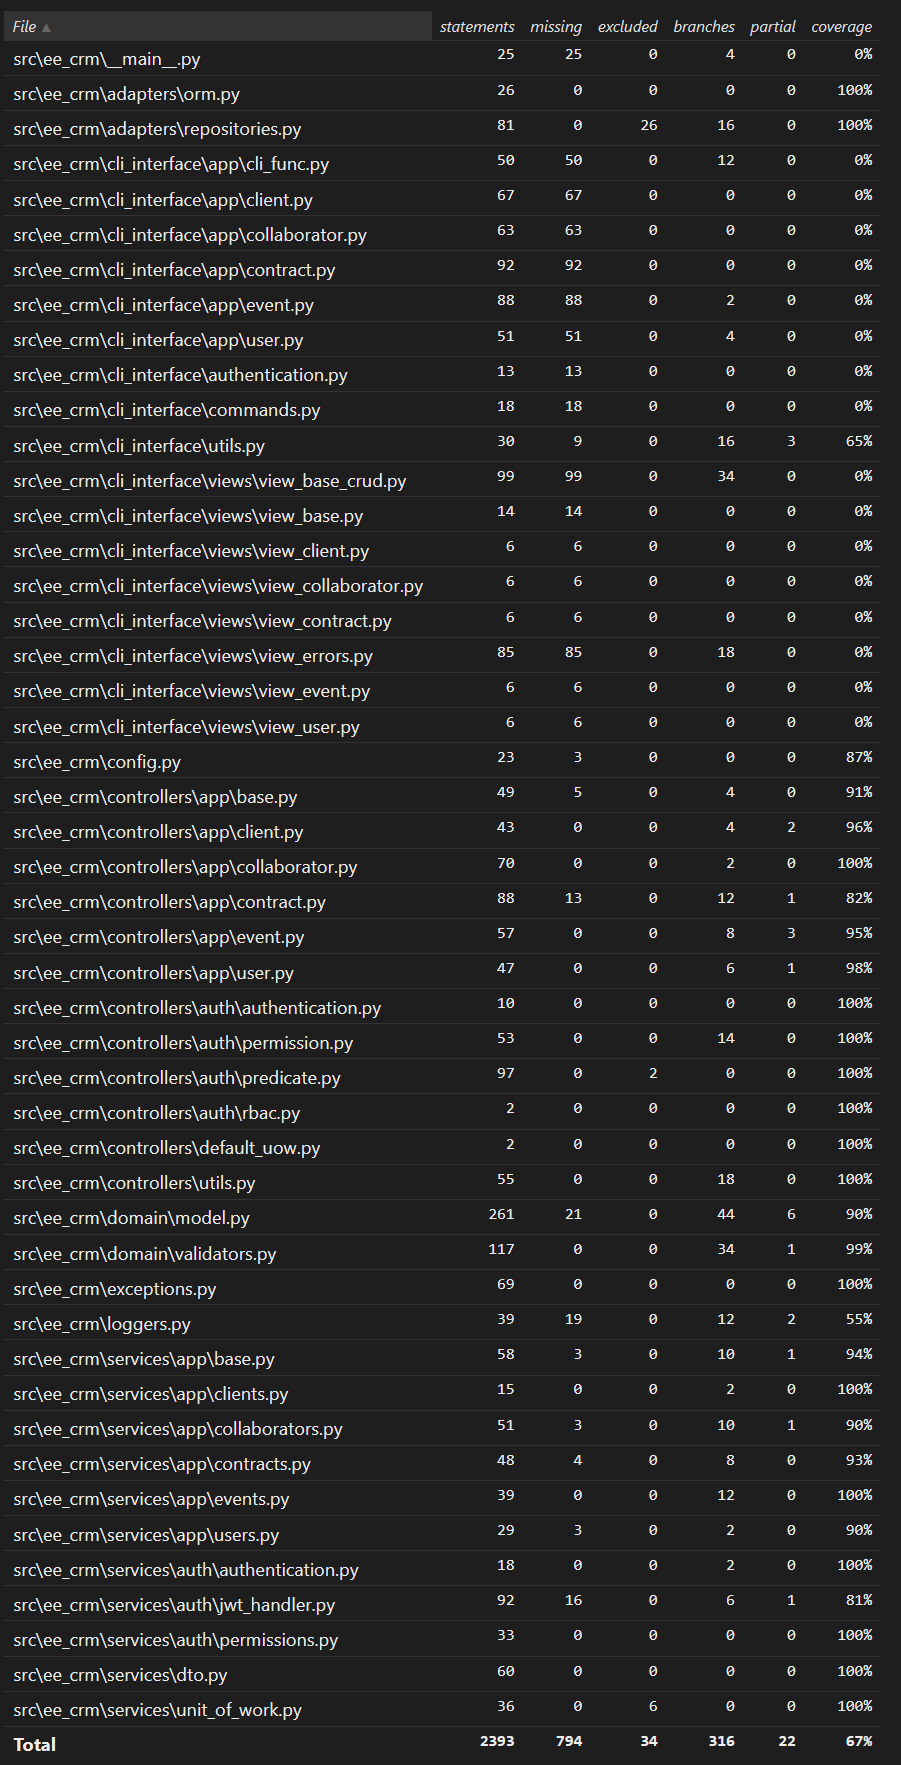 File ▲ statements missing excluded branches partial coverage
src\ee_crm\__main__.py 25 25 0 4 0 0%
src\ee_crm\adapters\orm.py 26 0 0 0 0 100%
src\ee_crm\adapters\repositories.py 81 0 26 16 0 100%
src\ee_crm\cli_interface\app\cli_func.py 50 50 0 12 0 0%
src\ee_crm\cli_interface\app\client.py 67 67 0 0 0 0%
src\ee_crm\cli_interface\app\collaborator.py 63 63 0 0 0 0%
src\ee_crm\cli_interface\app\contract.py 92 92 0 0 0 0%
src\ee_crm\cli_interface\app\event.py 88 88 0 2 0 0%
src\ee_crm\cli_interface\app\user.py 51 51 0 4 0 0%
src\ee_crm\cli_interface\authentication.py 13 13 0 0 0 0%
src\ee_crm\cli_interface\commands.py 18 18 0 0 0 0%
src\ee_crm\cli_interface\utils.py 30 9 0 16 3 65%
src\ee_crm\cli_interface\views\view_base_crud.py 99 99 0 34 0 0%
src\ee_crm\cli_interface\views\view_base.py 14 14 0 0 0 0%
src\ee_crm\cli_interface\views\view_client.py 6 6 0 0 0 0%
src\ee_crm\cli_interface\views\view_collaborator.py 6 6 0 0 0 0%
src\ee_crm\cli_interface\views\view_contract.py 6 6 0 0 0 0%
src\ee_crm\cli_interface\views\view_errors.py 85 85 0 18 0 0%
src\ee_crm\cli_interface\views\view_event.py 6 6 0 0 0 0%
src\ee_crm\cli_interface\views\view_user.py 6 6 0 0 0 0%
src\ee_crm\config.py 23 3 0 0 0 87%
src\ee_crm\controllers\app\base.py 49 5 0 4 0 91%
src\ee_crm\controllers\app\client.py 43 0 0 4 2 96%
src\ee_crm\controllers\app\collaborator.py 70 0 0 2 0 100%
src\ee_crm\controllers\app\contract.py 88 13 0 12 1 82%
src\ee_crm\controllers\app\event.py 57 0 0 8 3 95%
src\ee_crm\controllers\app\user.py 47 0 0 6 1 98%
src\ee_crm\controllers\auth\authentication.py 10 0 0 0 0 100%
src\ee_crm\controllers\auth\permission.py 53 0 0 14 0 100%
src\ee_crm\controllers\auth\predicate.py 97 0 2 0 0 100%
src\ee_crm\controllers\auth\rbac.py 2 0 0 0 0 100%
src\ee_crm\controllers\default_uow.py 2 0 0 0 0 100%
src\ee_crm\controllers\utils.py 55 0 0 18 0 100%
src\ee_crm\domain\model.py 261 21 0 44 6 90%
src\ee_crm\domain\validators.py 117 0 0 34 1 99%
src\ee_crm\exceptions.py 69 0 0 0 0 100%
src\ee_crm\loggers.py 39 19 0 12 2 55%
src\ee_crm\services\app\base.py 58 3 0 10 1 94%
src\ee_crm\services\app\clients.py 15 0 0 2 0 100%
src\ee_crm\services\app\collaborators.py 51 3 0 10 1 90%
src\ee_crm\services\app\contracts.py 48 4 0 8 0 93%
src\ee_crm\services\app\events.py 39 0 0 12 0 100%
src\ee_crm\services\app\users.py 29 3 0 2 0 90%
src\ee_crm\services\auth\authentication.py 18 0 0 2 0 100%
src\ee_crm\services\auth\jwt_handler.py 92 16 0 6 1 81%
src\ee_crm\services\auth\permissions.py 33 0 0 0 0 100%
src\ee_crm\services\dto.py 60 0 0 0 0 100%
src\ee_crm\services\unit_of_work.py 36 0 6 0 0 100%
Total 2393 794 34 316 22 67%